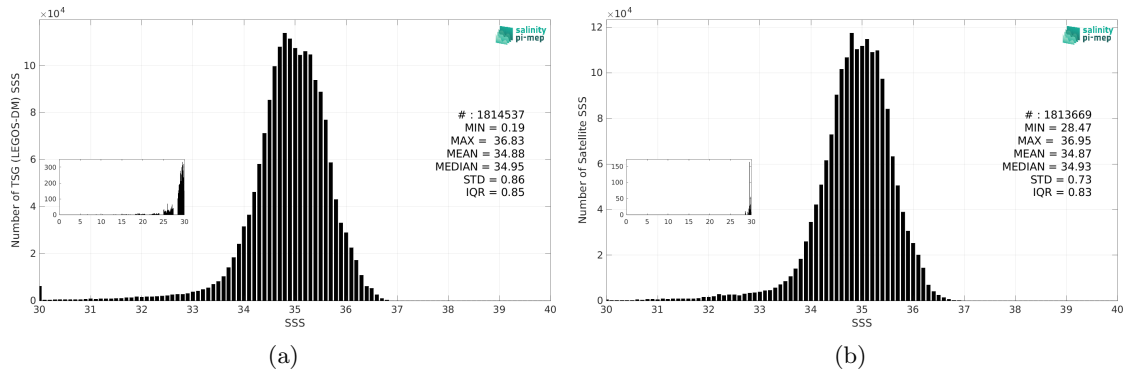 ×10⁴
salinity
pi-mep
10
8
6
4
2
0
Number of TSG (LEGOS-DM) SSS
# : 1814537
MIN = 0.19
MAX = 36.83
MEAN = 34.88
MEDIAN = 34.95
STD = 0.86
IQR = 0.85
300
200
100
0
0 5 10 15 20 25 30
30 31 32 33 34 35 36 37 38 39 40
SSS
(a)
12 ×10⁴
salinity
pi-mep
10
8
6
4
2
0
Number of Satellite SSS
# : 1813669
MIN = 28.47
MAX = 36.95
MEAN = 34.87
MEDIAN = 34.93
STD = 0.73
IQR = 0.83
150
100
50
0
0 5 10 15 20 25 30
30 31 32 33 34 35 36 37 38 39 40
SSS
(b)